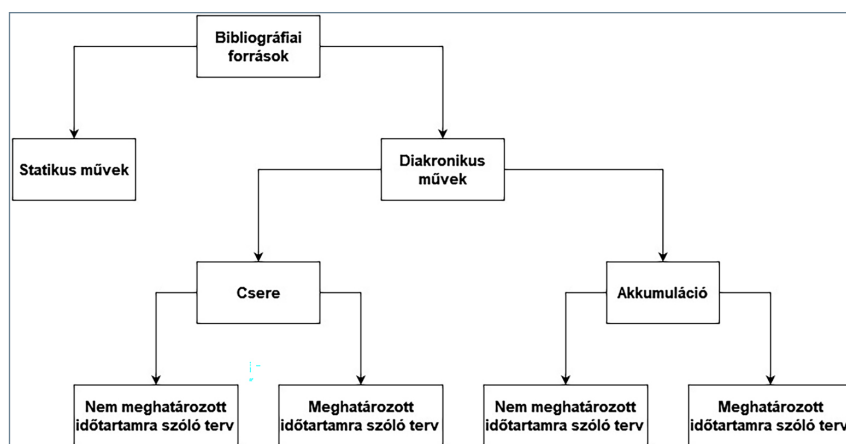 Bibliográfiai
források
Statikus művek
Diakronikus
művek
Csere
Akkumuláció
Nem meghatározott
időtartamra szóló terv
Meghatározott
időtartamra szóló terv
Nem meghatározott
időtartamra szóló terv
Meghatározott
időtartamra szóló terv